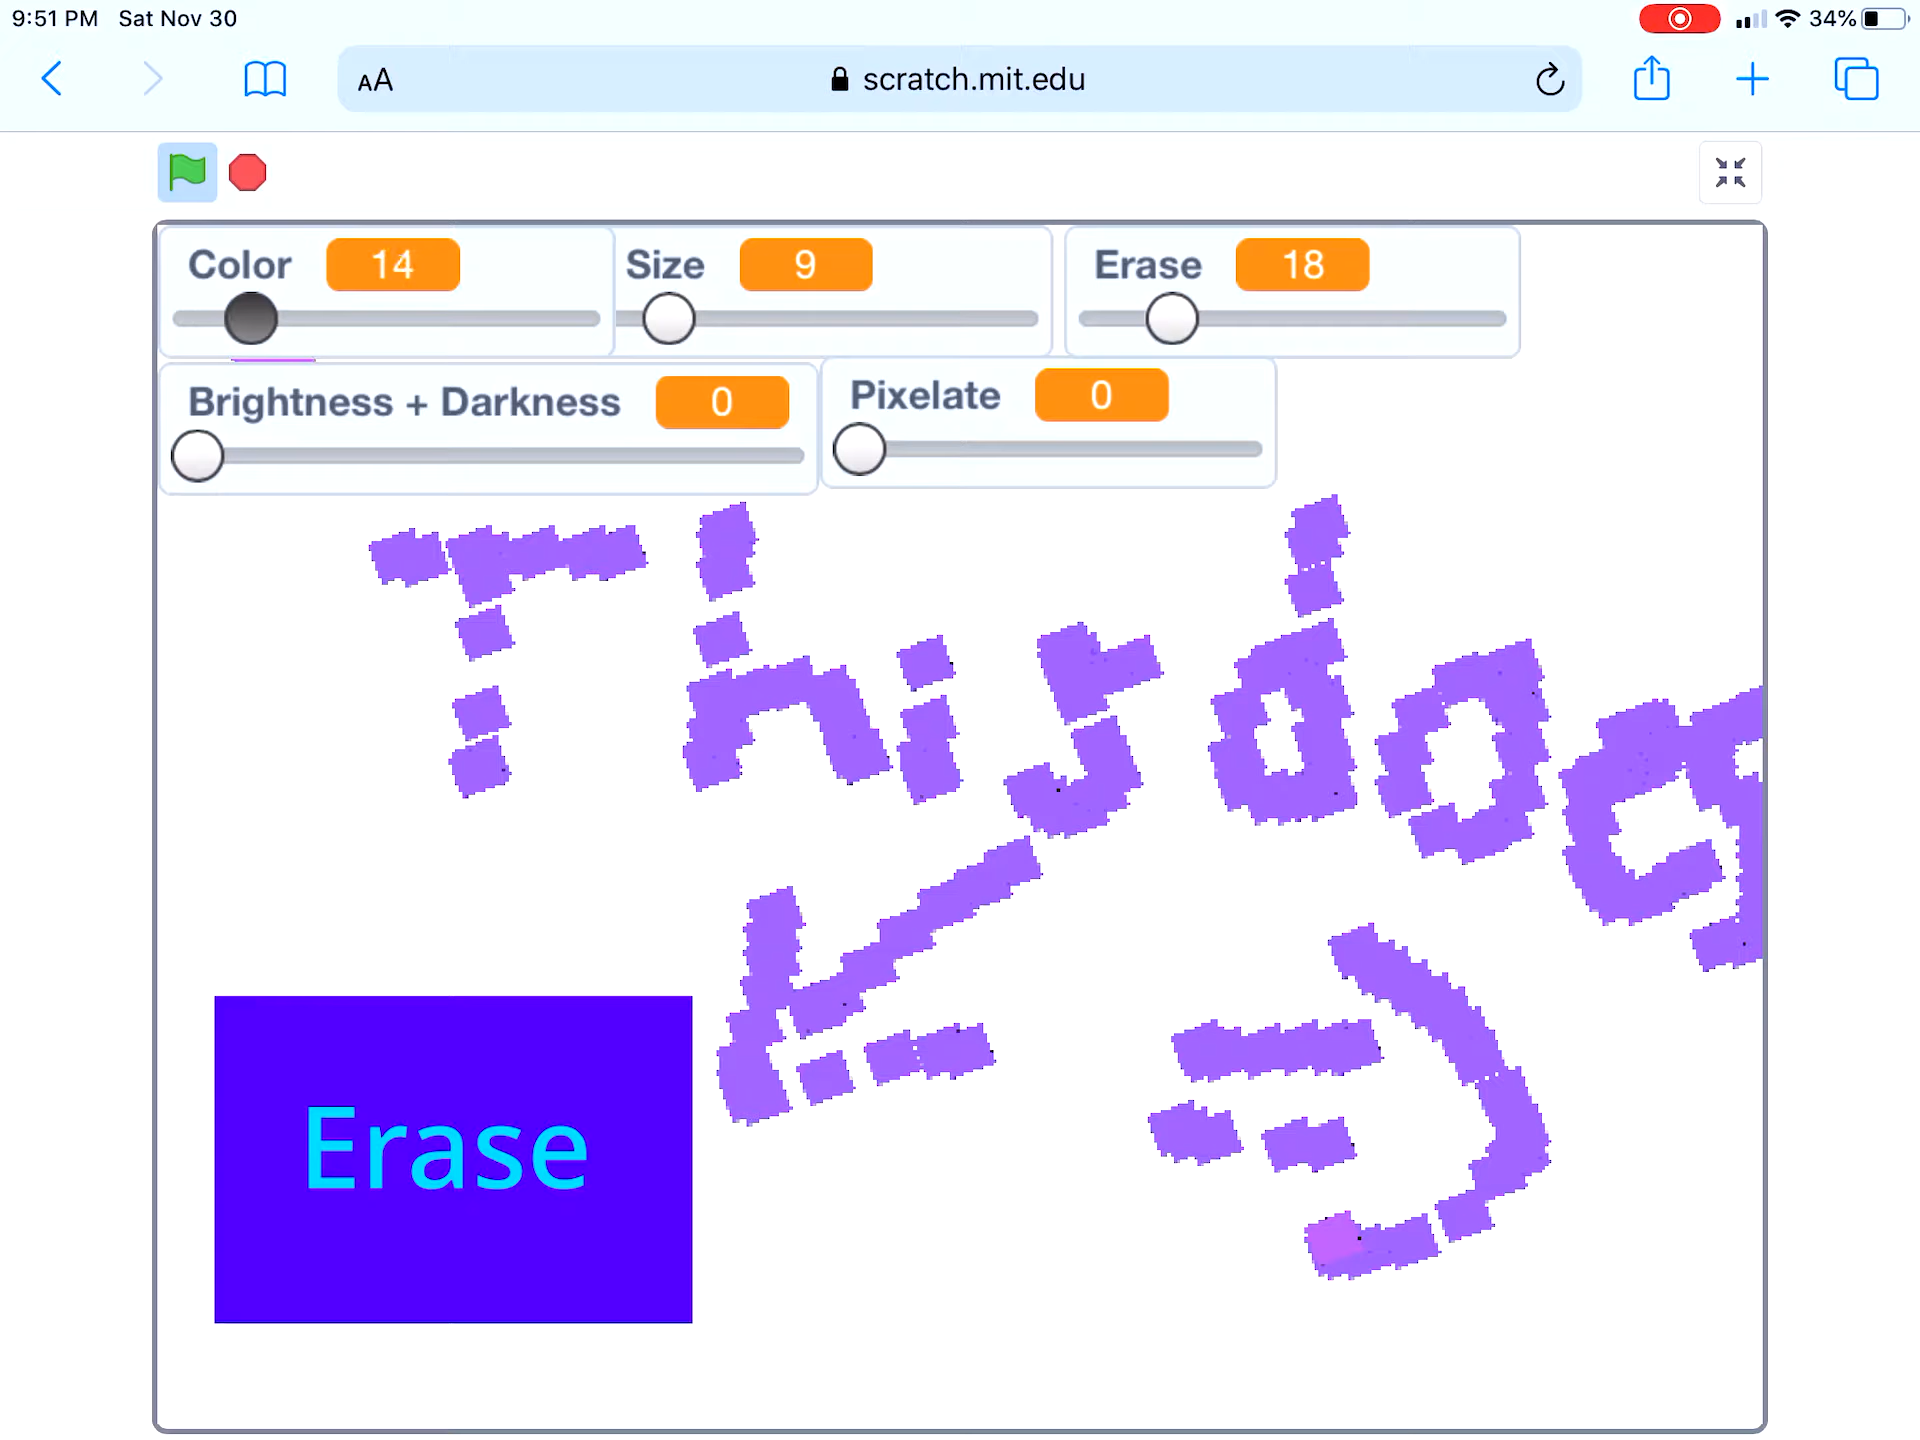 9:51 PM Sat Nov 30
34%
AA scratch.mit.edu
Color 14 Size 9 Erase 18
Brightness + Darkness 0 Pixelate 0
This
K =)
Erase